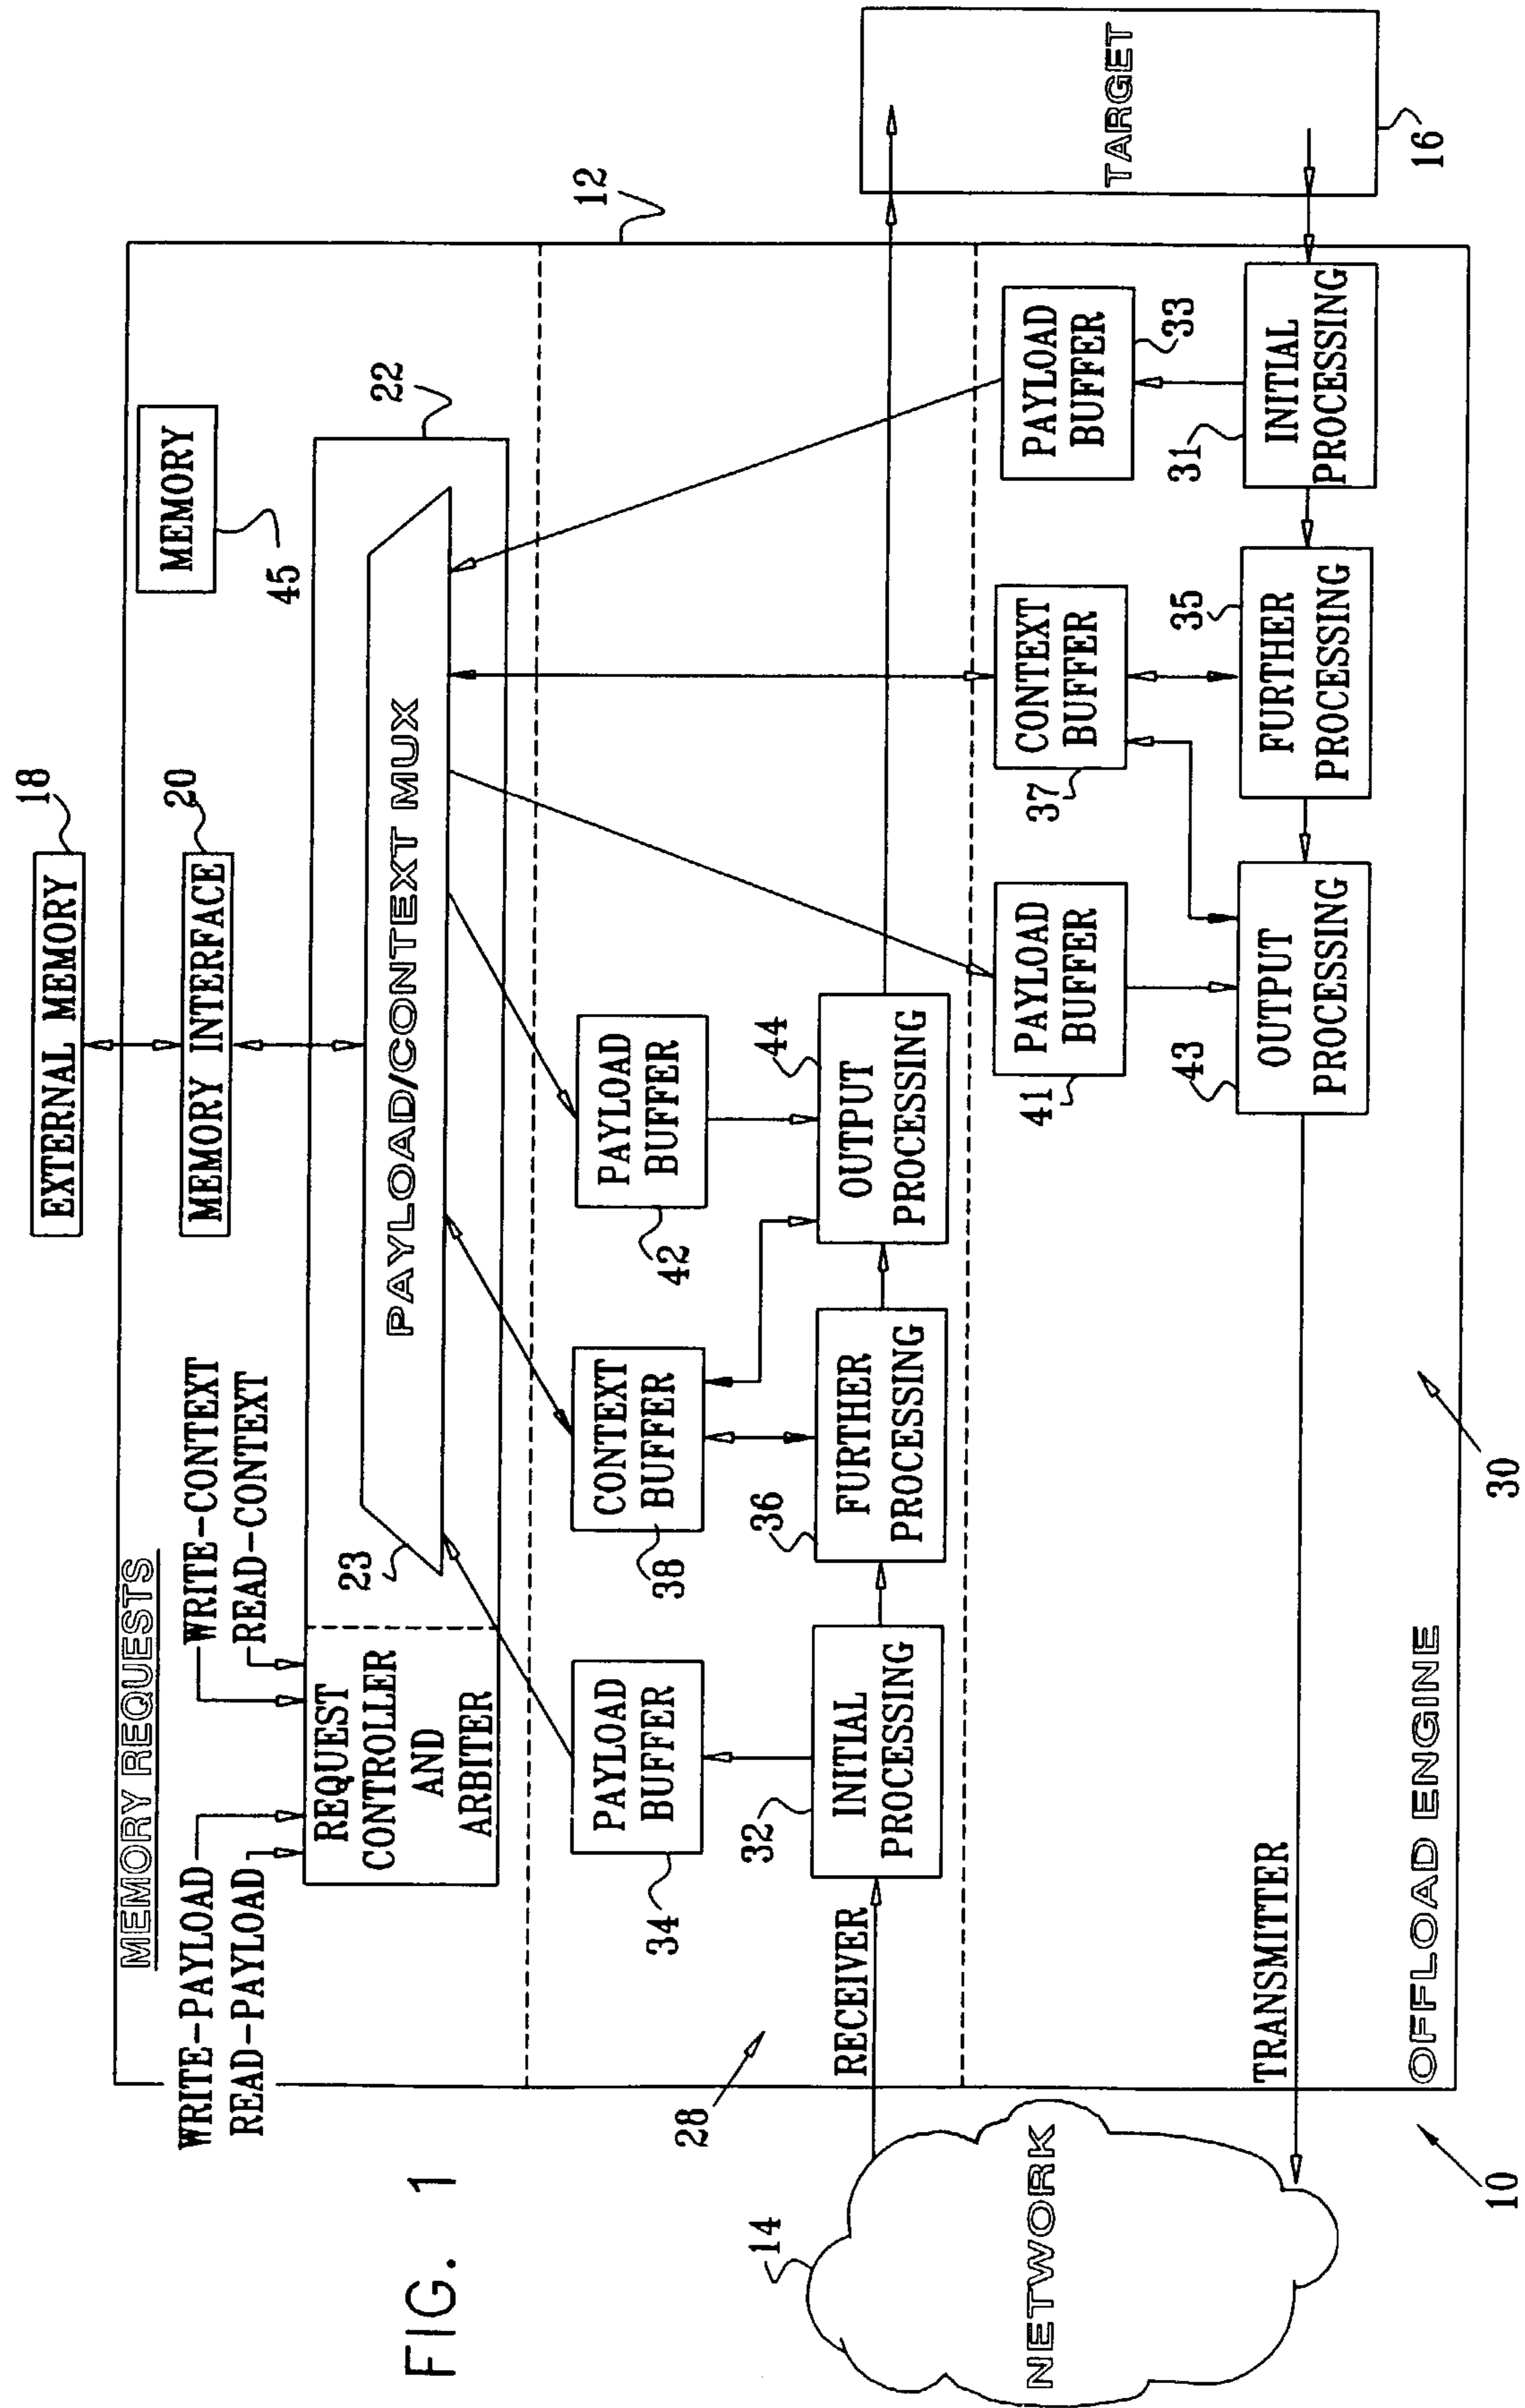 FIG. 1
EXTERNAL MEMORY
18
MEMORY REQUESTS
WRITE-PAYLOAD
READ-PAYLOAD
WRITE-CONTEXT
READ-CONTEXT
MEMORY INTERFACE
20
MEMORY
45
REQUEST
CONTROLLER
AND
ARBITER
23
PAYLOAD/CONTEXT MUX
22
12
28
PAYLOAD
BUFFER
34
CONTEXT
BUFFER
38
PAYLOAD
BUFFER
42
14
NETWORK
RECEIVER
INITIAL
PROCESSING
32
FURTHER
PROCESSING
36
OUTPUT
PROCESSING
44
TARGET
16
PAYLOAD
BUFFER
41
CONTEXT
BUFFER
37
PAYLOAD
BUFFER
33
TRANSMITTER
OUTPUT
PROCESSING
43
FURTHER
PROCESSING
35
INITIAL
PROCESSING
31
OFFLOAD ENGINE
10
30